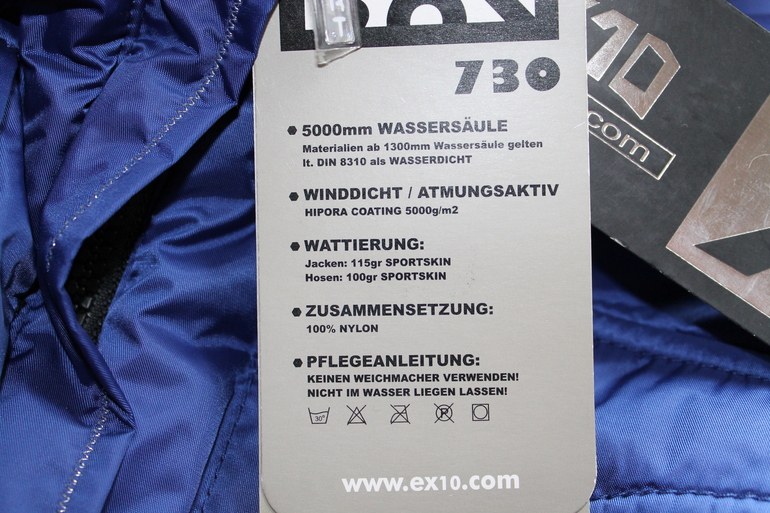 730
5000mm WASSERSÄULE
Materialien ab 1300mm Wassersäule gelten
lt. DIN 8310 als WASSERDICHT
WINDDICHT / ATMUNGSAKTIV
HIPORA COATING 5000g/m2
WATTIERUNG:
Jacken: 115gr SPORTSKIN
Hosen: 100gr SPORTSKIN
ZUSAMMENSETZUNG:
100% NYLON
PFLEGEANLEITUNG:
KEINEN WEICHMACHER VERWENDEN!
NICHT IM WASSER LIEGEN LASSEN!
30°
P
www.ex10.com
.com